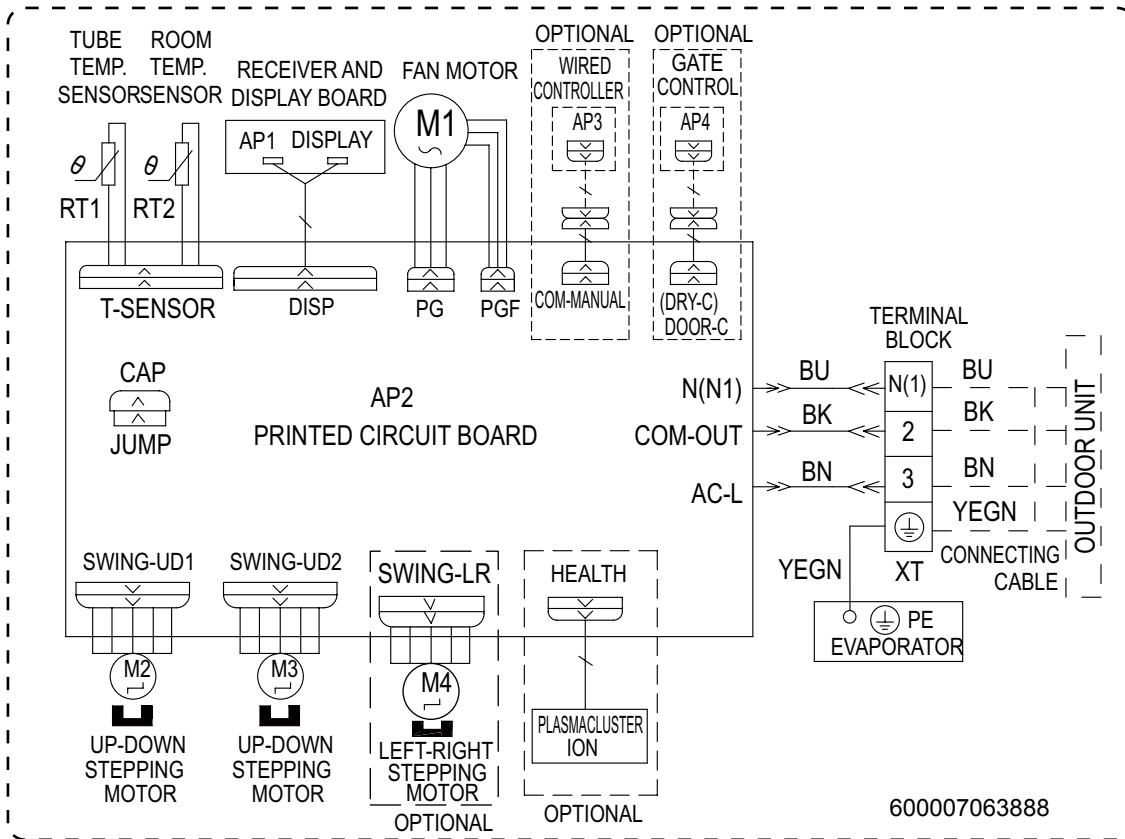 TUBE
TEMP.
SENSOR
ROOM
TEMP.
SENSOR
RECEIVER AND
DISPLAY BOARD
FAN MOTOR
OPTIONAL
WIRED
CONTROLLER
OPTIONAL
GATE
CONTROL
AP1 DISPLAY
M1
AP3
AP4
θ
RT1
θ
RT2
T-SENSOR
DISP
PG
PGF
COM-MANUAL
(DRY-C)
DOOR-C
CAP
JUMP
AP2
PRINTED CIRCUIT BOARD
TERMINAL
BLOCK
N(N1) BU N(1) BU
COM-OUT BK 2 BK
AC-L BN 3 BN
YEGN
OUTDOOR UNIT
YEGN
XT
CONNECTING
CABLE
PE
EVAPORATOR
SWING-UD1
SWING-UD2
SWING-LR
HEALTH
M2
M3
M4
PLASMACLUSTER
ION
UP-DOWN
STEPPING
MOTOR
UP-DOWN
STEPPING
MOTOR
LEFT-RIGHT
STEPPING
MOTOR
OPTIONAL
OPTIONAL
600007063888